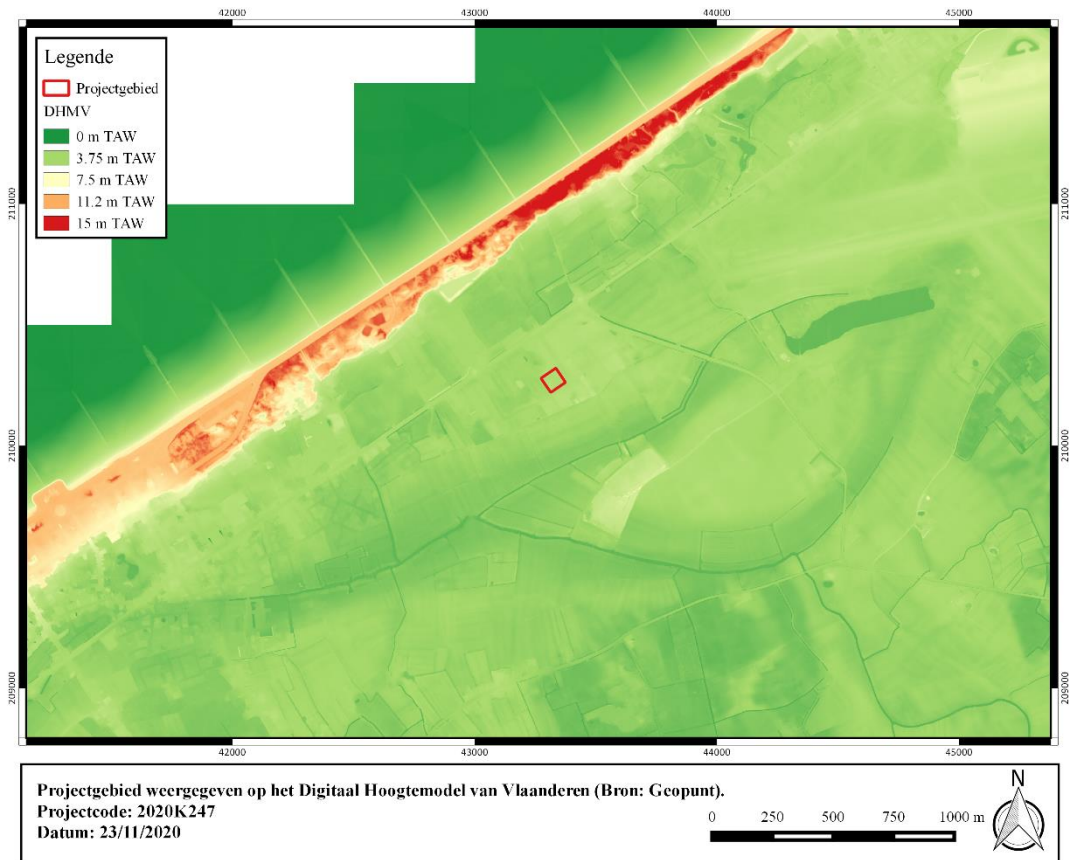 42000 43000 44000 45000
Legende
Projectgebied
DHMV
0 m TAW
3.75 m TAW
7.5 m TAW
11.2 m TAW
15 m TAW
211000 211000
210000 210000
209000 209000
42000 43000 44000 45000
Projectgebied weergegeven op het Digitaal Hoogtemodel van Vlaanderen (Bron: Geopunt).
Projectcode: 2020K247
Datum: 23/11/2020
0 250 500 750 1000 m
N